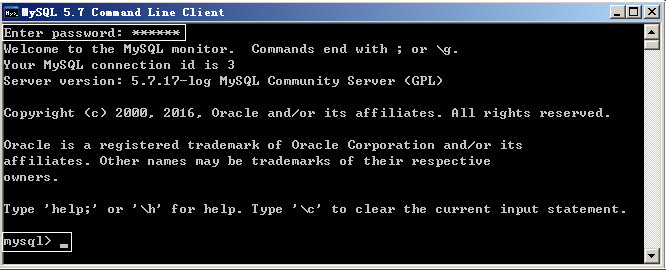 MySQL 5.7 Command Line Client
Enter password: ******
Welcome to the MySQL monitor.  Commands end with ; or \g.
Your MySQL connection id is 3
Server version: 5.7.17-log MySQL Community Server (GPL)
Copyright (c) 2000, 2016, Oracle and/or its affiliates. All rights reserved.
Oracle is a registered trademark of Oracle Corporation and/or its
affiliates. Other names may be trademarks of their respective
owners.
Type 'help;' or '\h' for help. Type '\c' to clear the current input statement.
mysql> _